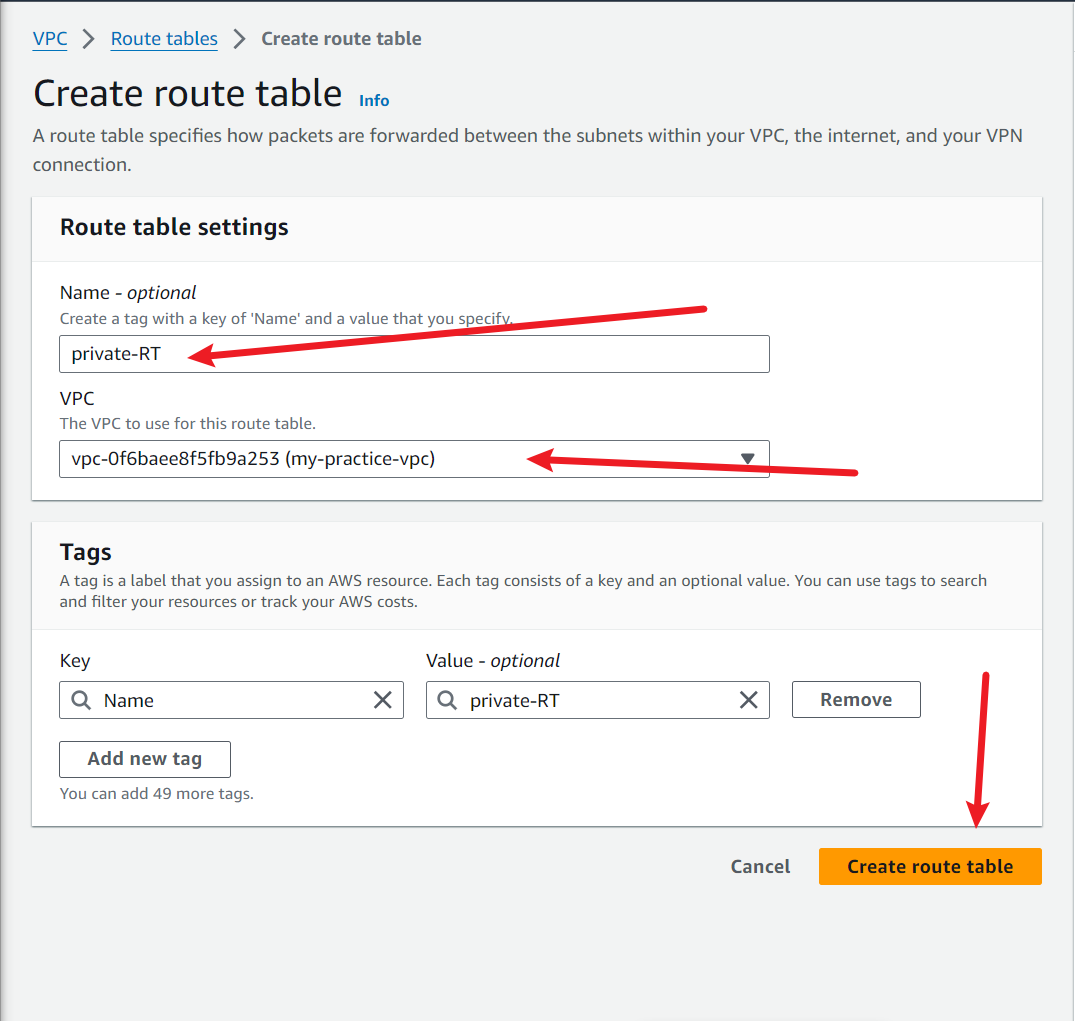 VPC > Route tables > Create route table
Create route table Info
A route table specifies how packets are forwarded between the subnets within your VPC, the internet, and your VPN
connection.
Route table settings
Name - optional
Create a tag with a key of 'Name' and a value that you specify.
private-RT
VPC
The VPC to use for this route table.
vpc-0f6baee8f5fb9a253 (my-practice-vpc)
Tags
A tag is a label that you assign to an AWS resource. Each tag consists of a key and an optional value. You can use tags to search
and filter your resources or track your AWS costs.
Key Value - optional
Name private-RT Remove
Add new tag
You can add 49 more tags.
Cancel Create route table